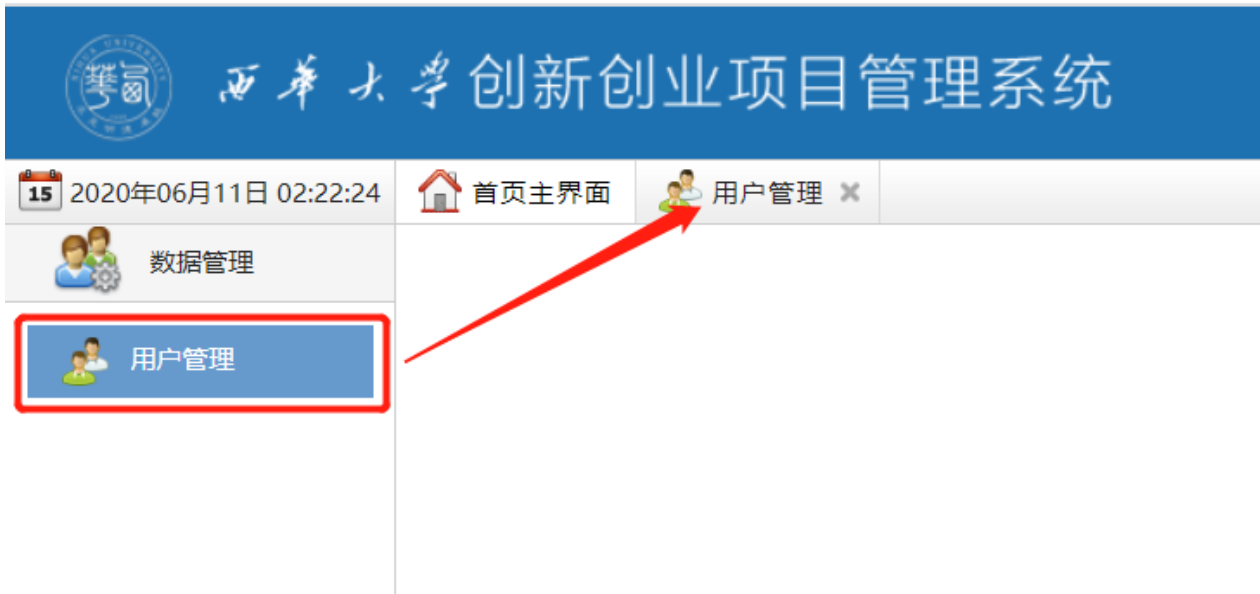 西华大学创新创业项目管理系统
15 2020年06月11日 02:22:24 首页主界面 用户管理
数据管理
用户管理